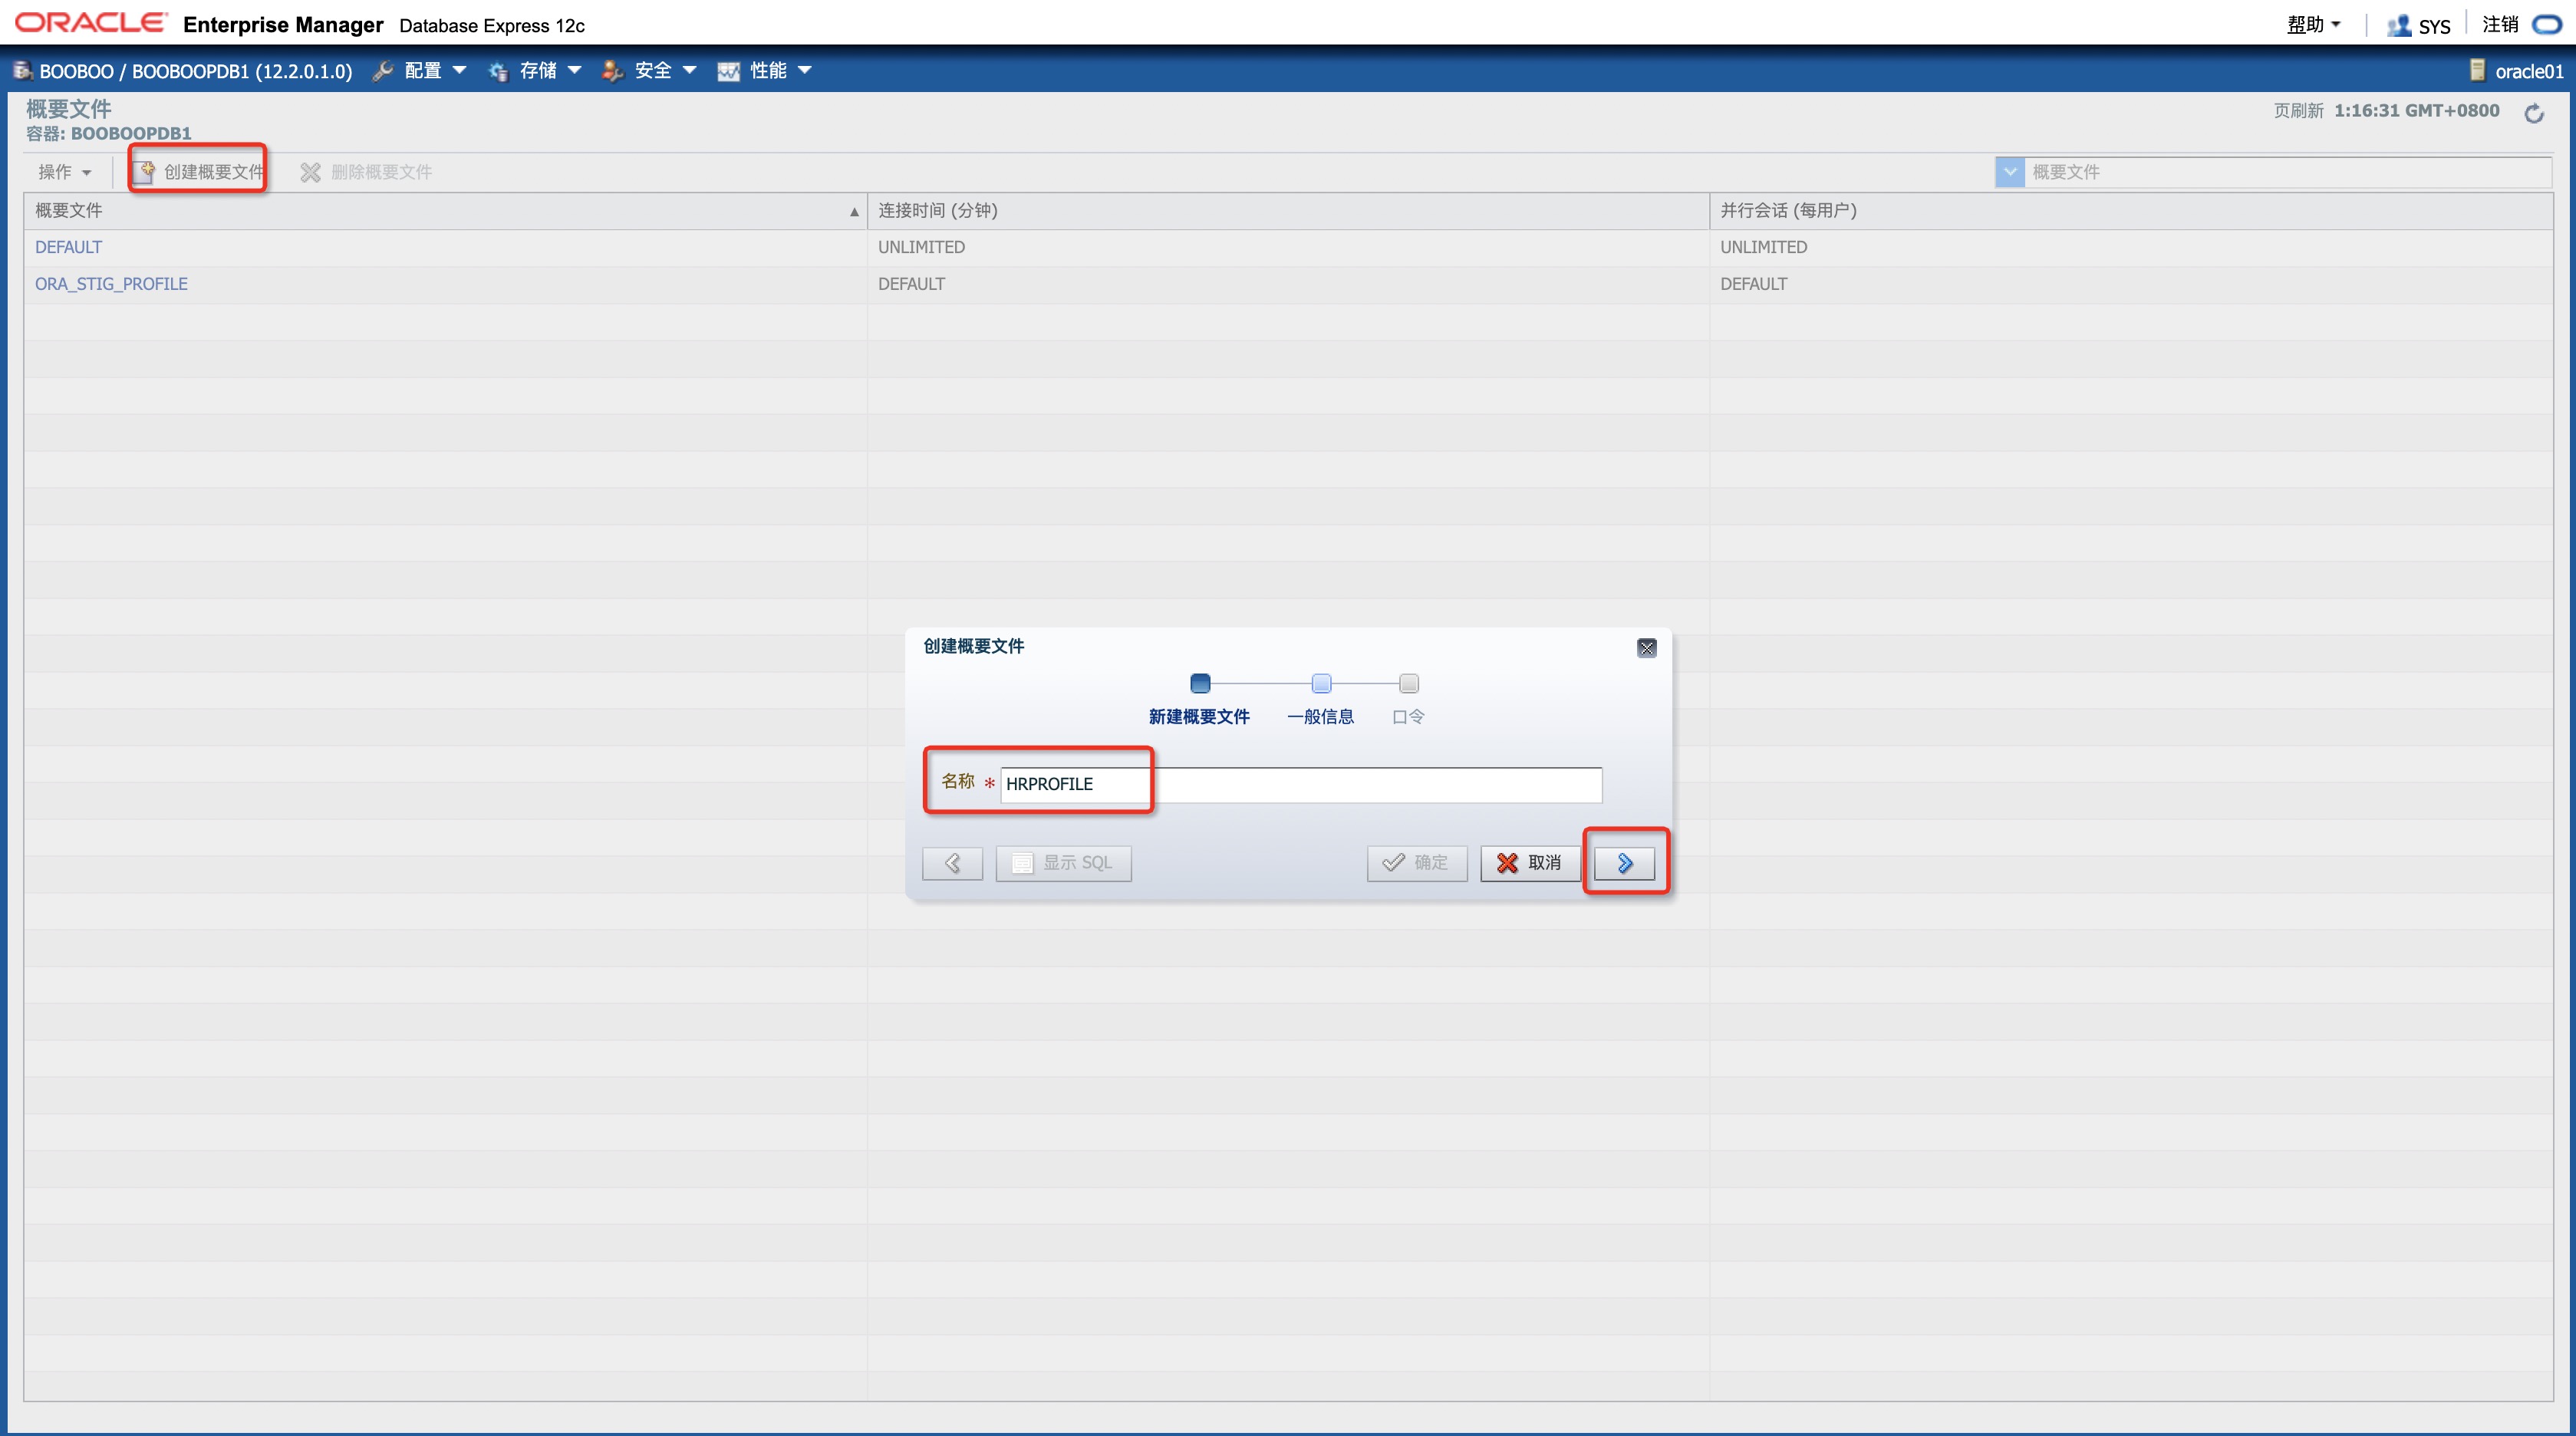 ORACLE Enterprise Manager Database Express 12c 帮助 SYS 注销
BOOBOO / BOOBOOPDB1 (12.2.0.1.0) 配置 存储 安全 性能 oracle01
概要文件 页刷新 1:16:31 GMT+0800
容器: BOOBOOPDB1
操作 创建概要文件 删除概要文件 概要文件
概要文件 连接时间 (分钟) 并行会话 (每用户)
DEFAULT UNLIMITED UNLIMITED
ORA_STIG_PROFILE DEFAULT DEFAULT
创建概要文件
新建概要文件 一般信息 口令
名称 * HRPROFILE
显示 SQL 确定 取消